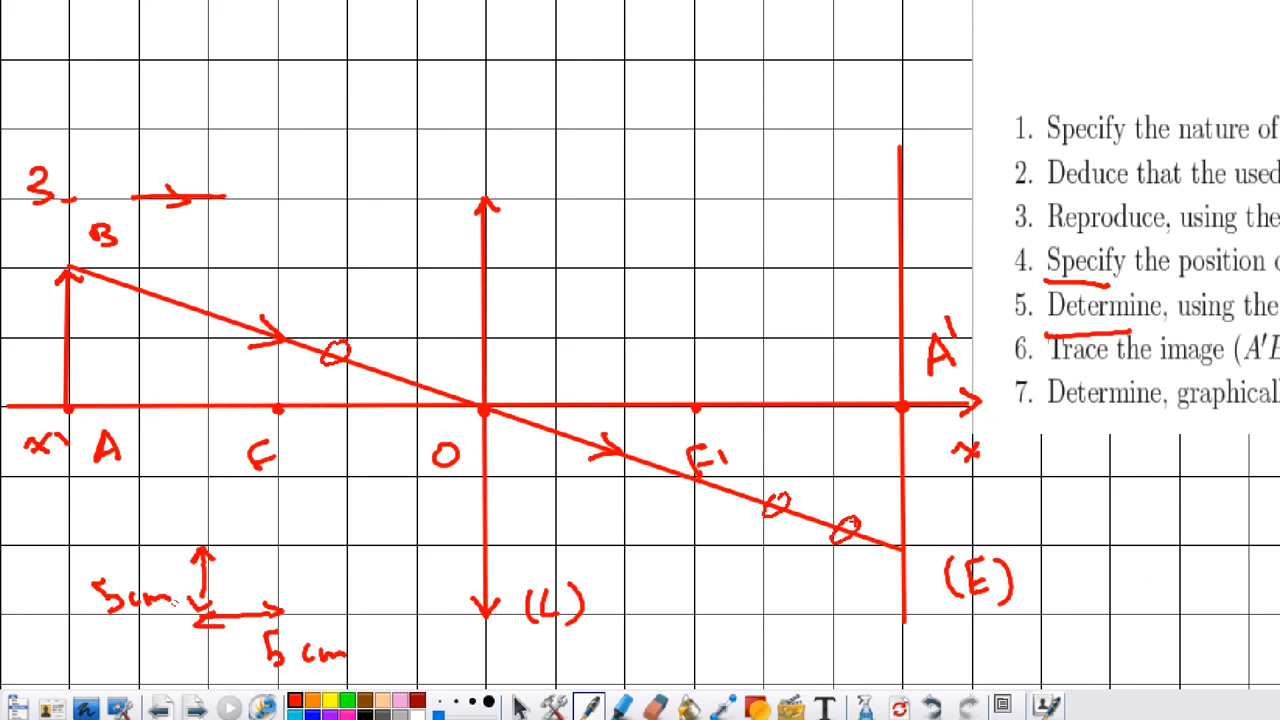 3
B
A'
x' A F O F' x
5cm
5 cm
(L)
(E)
1. Specify the nature of
2. Deduce that the used
3. Reproduce, using the
4. Specify the position
5. Determine, using the
6. Trace the image (A'B
7. Determine, graphical
T